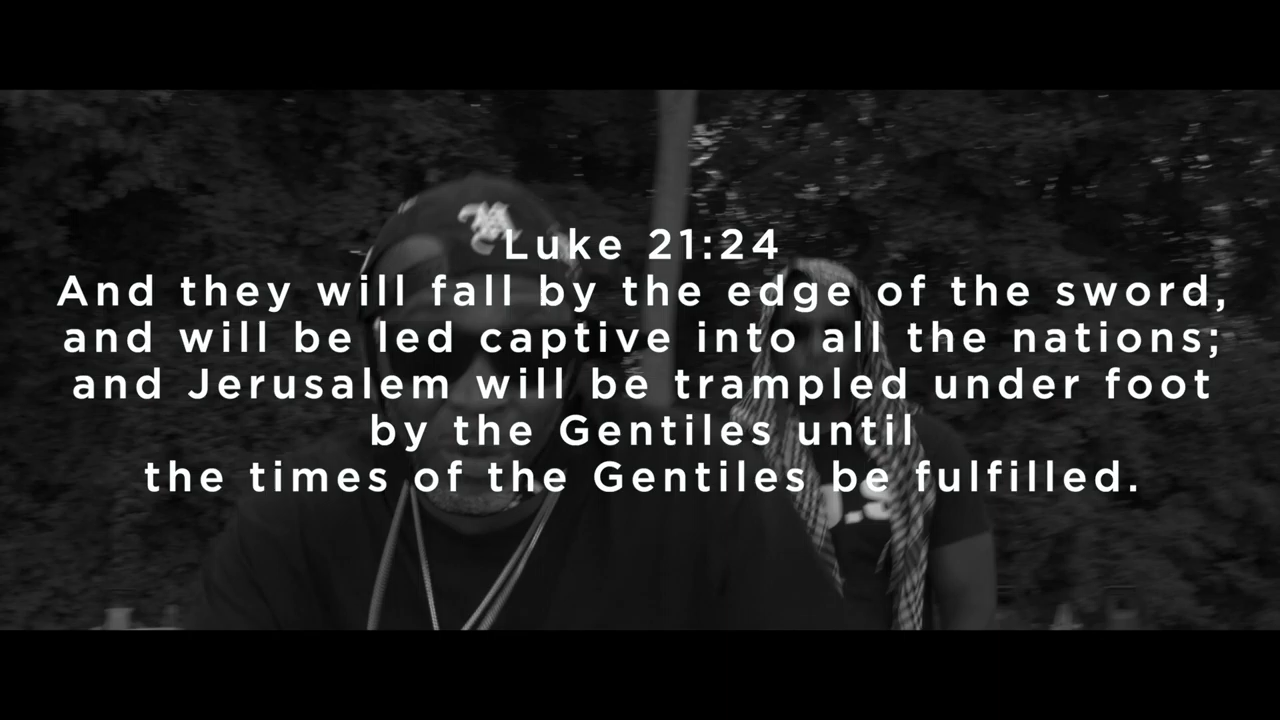 Luke 21:24
And they will fall by the edge of the sword,
and will be led captive into all the nations;
and Jerusalem will be trampled under foot
by the Gentiles until
the times of the Gentiles be fulfilled.